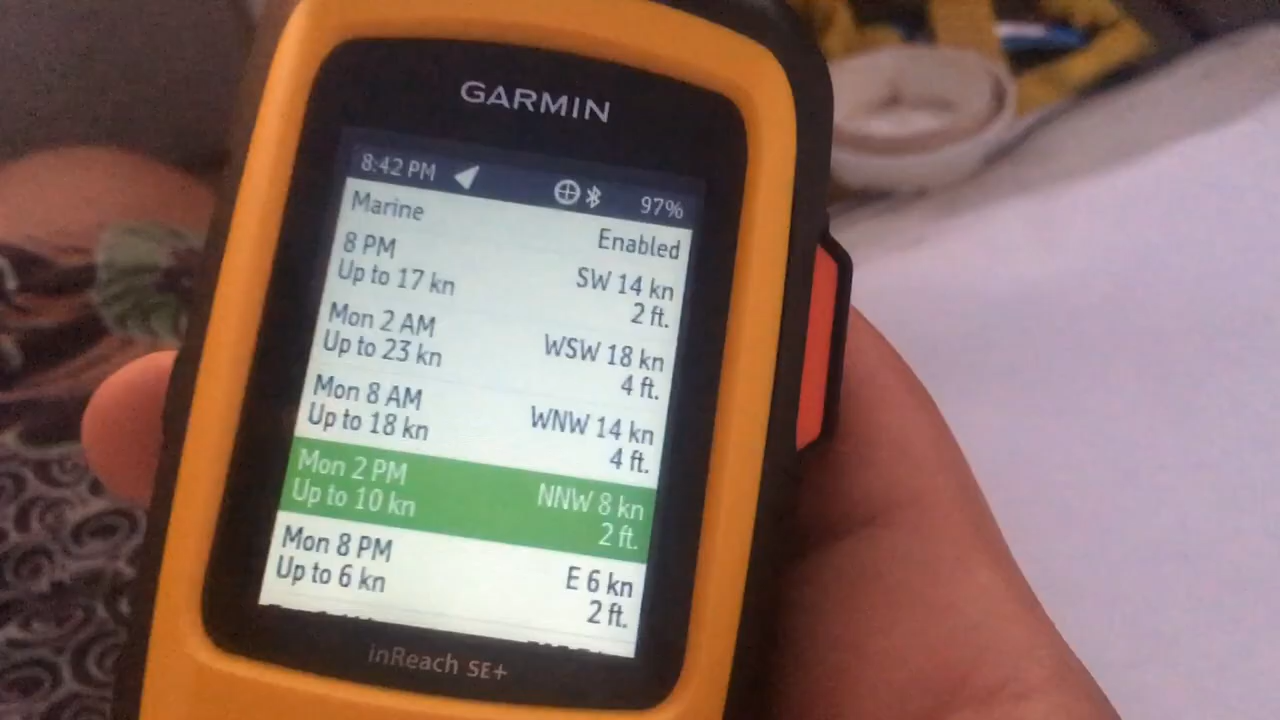 GARMIN
8:42 PM 97%
Marine Enabled
8 PM SW 14 kn
Up to 17 kn 2 ft.
Mon 2 AM WSW 18 kn
Up to 23 kn 4 ft.
Mon 8 AM WNW 14 kn
Up to 18 kn 4 ft.
Mon 2 PM NNW 8 kn
Up to 10 kn 2 ft.
Mon 8 PM E 6 kn
Up to 6 kn 2 ft.
inReach SE+